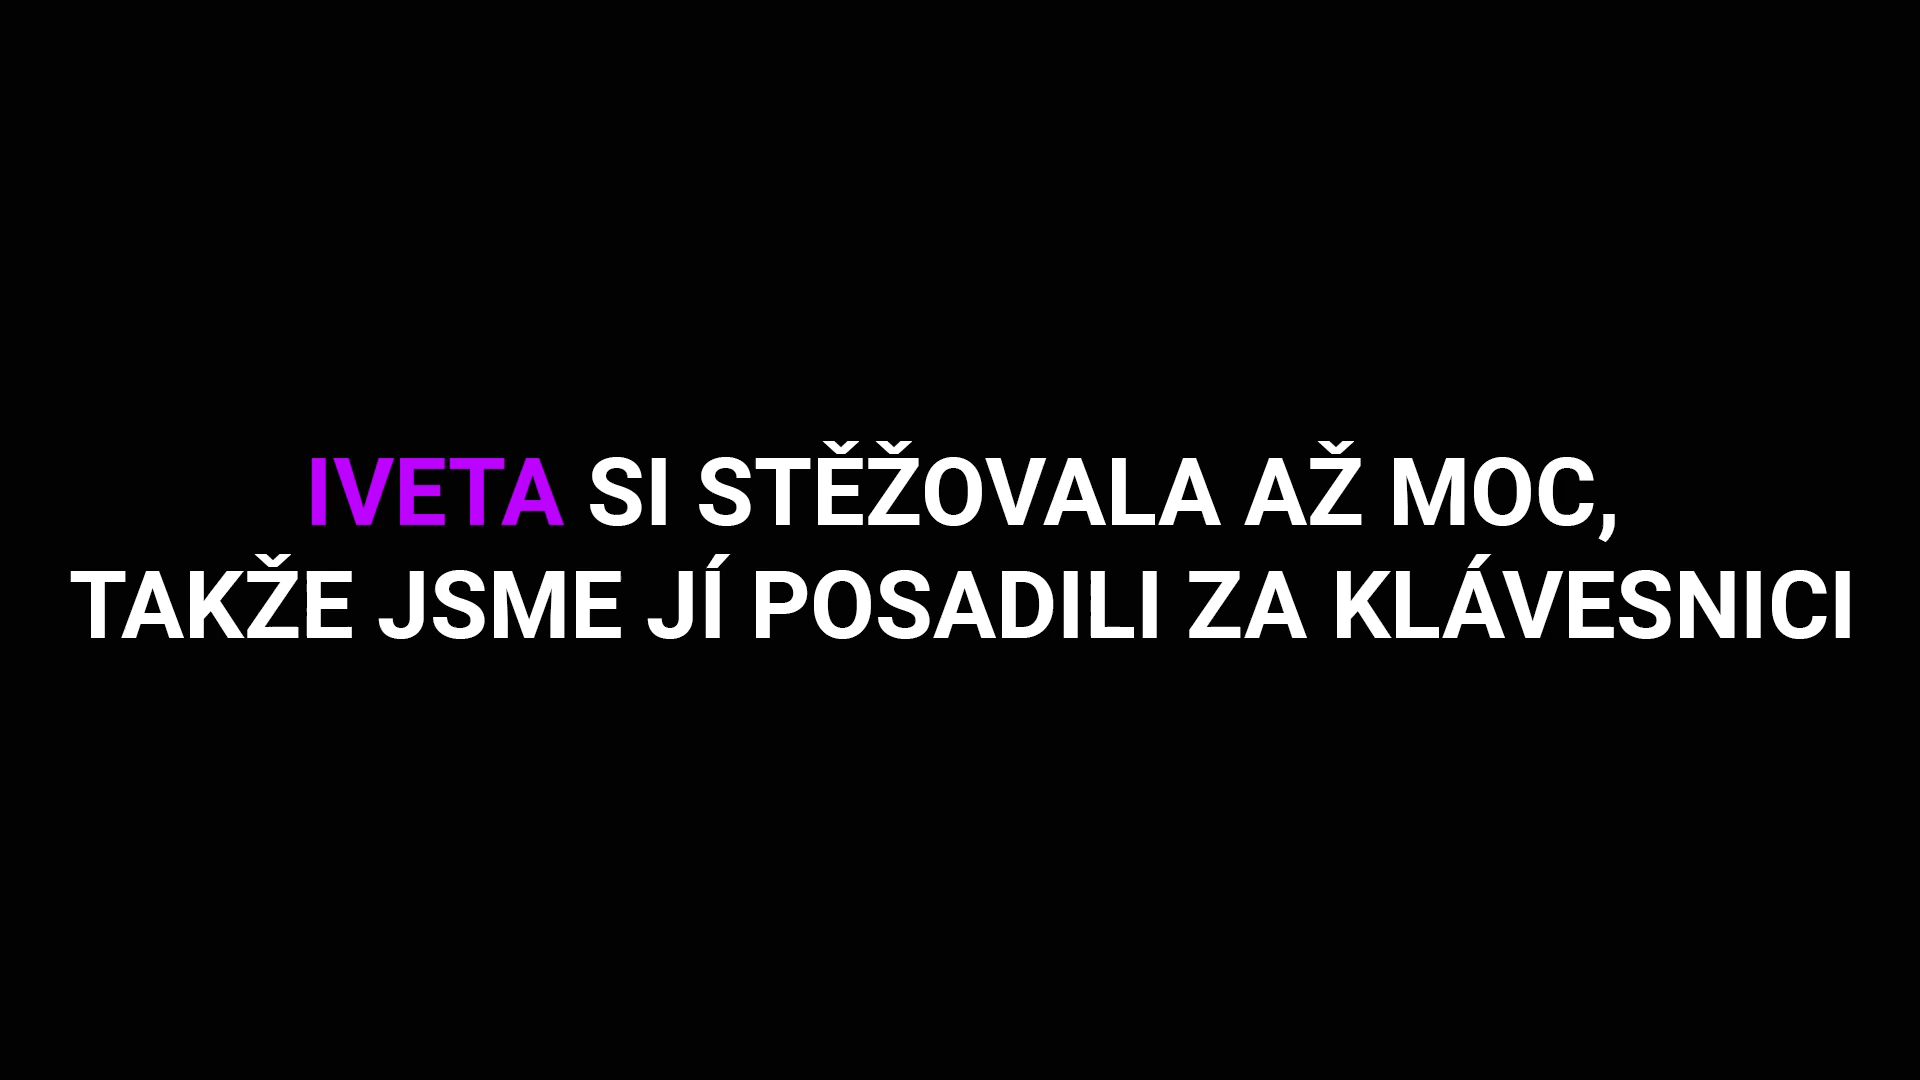 IVETA SI STĚŽOVALA AŽ MOC,
TAKŽE JSME JÍ POSADILI ZA KLÁVESNICI